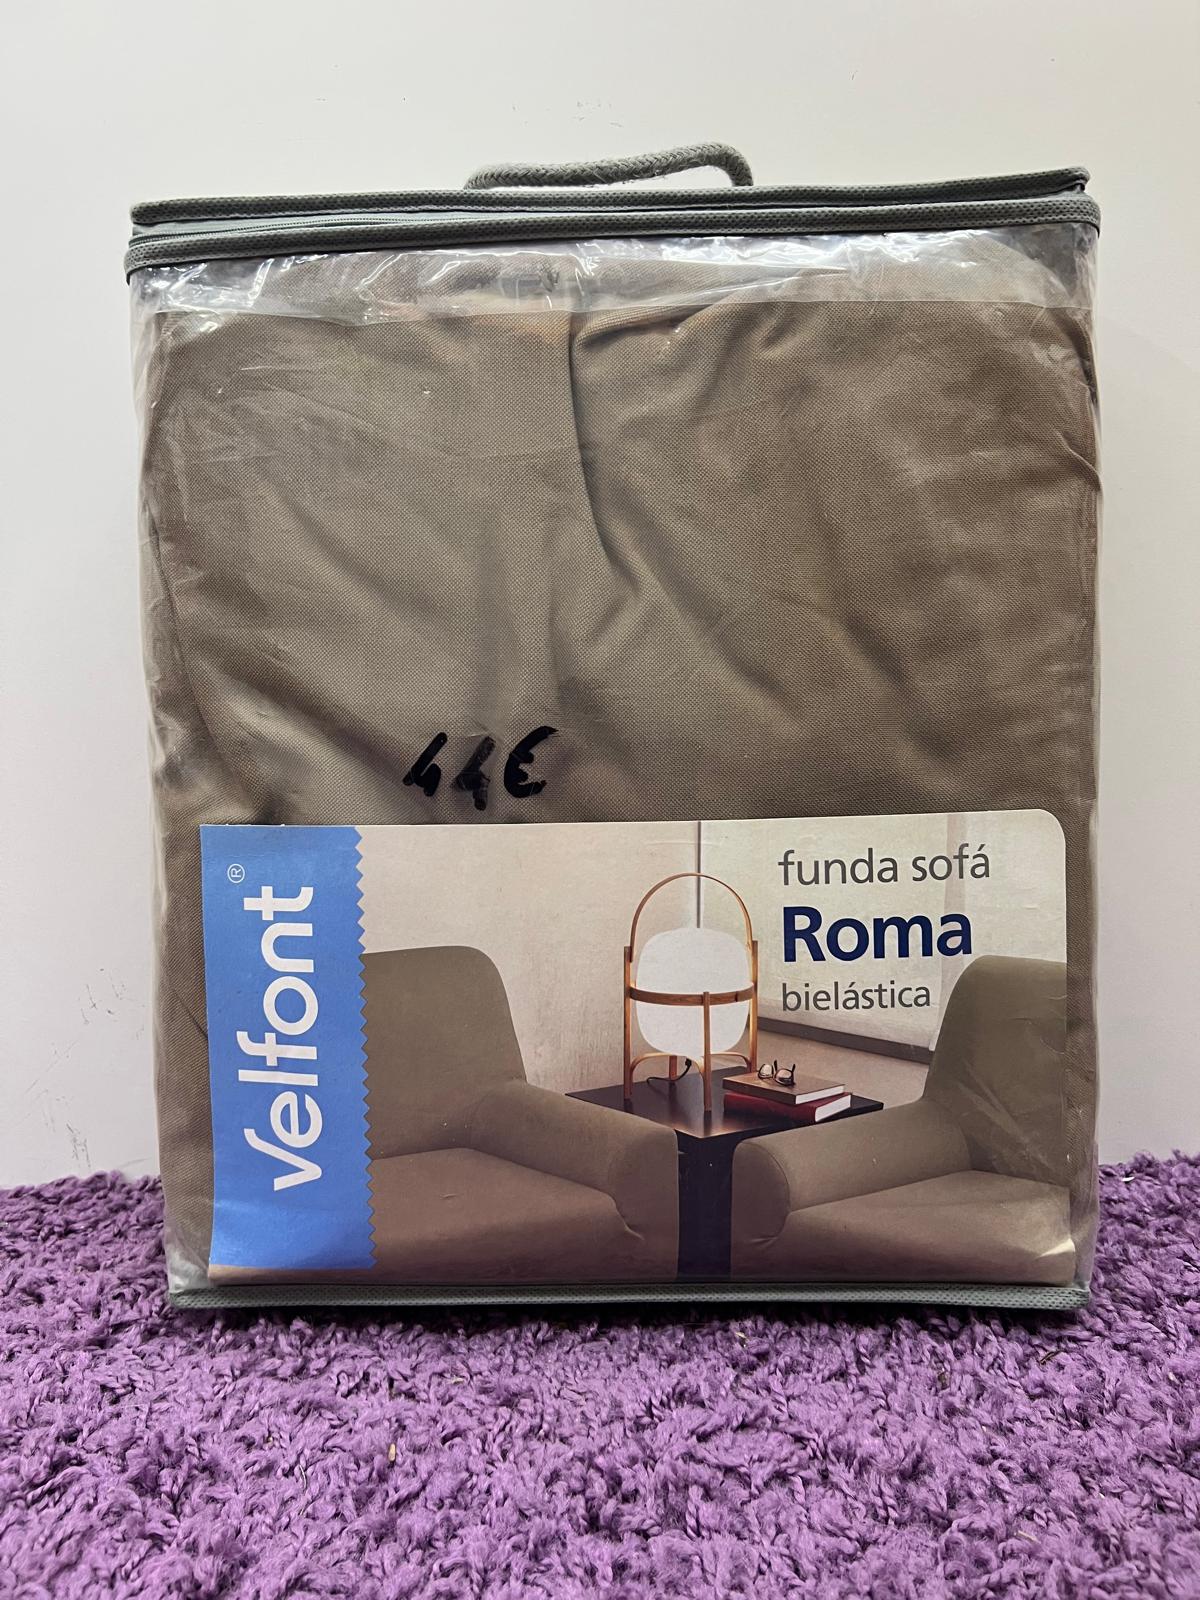 44€
Velfont®
funda sofá
Roma
bielástica